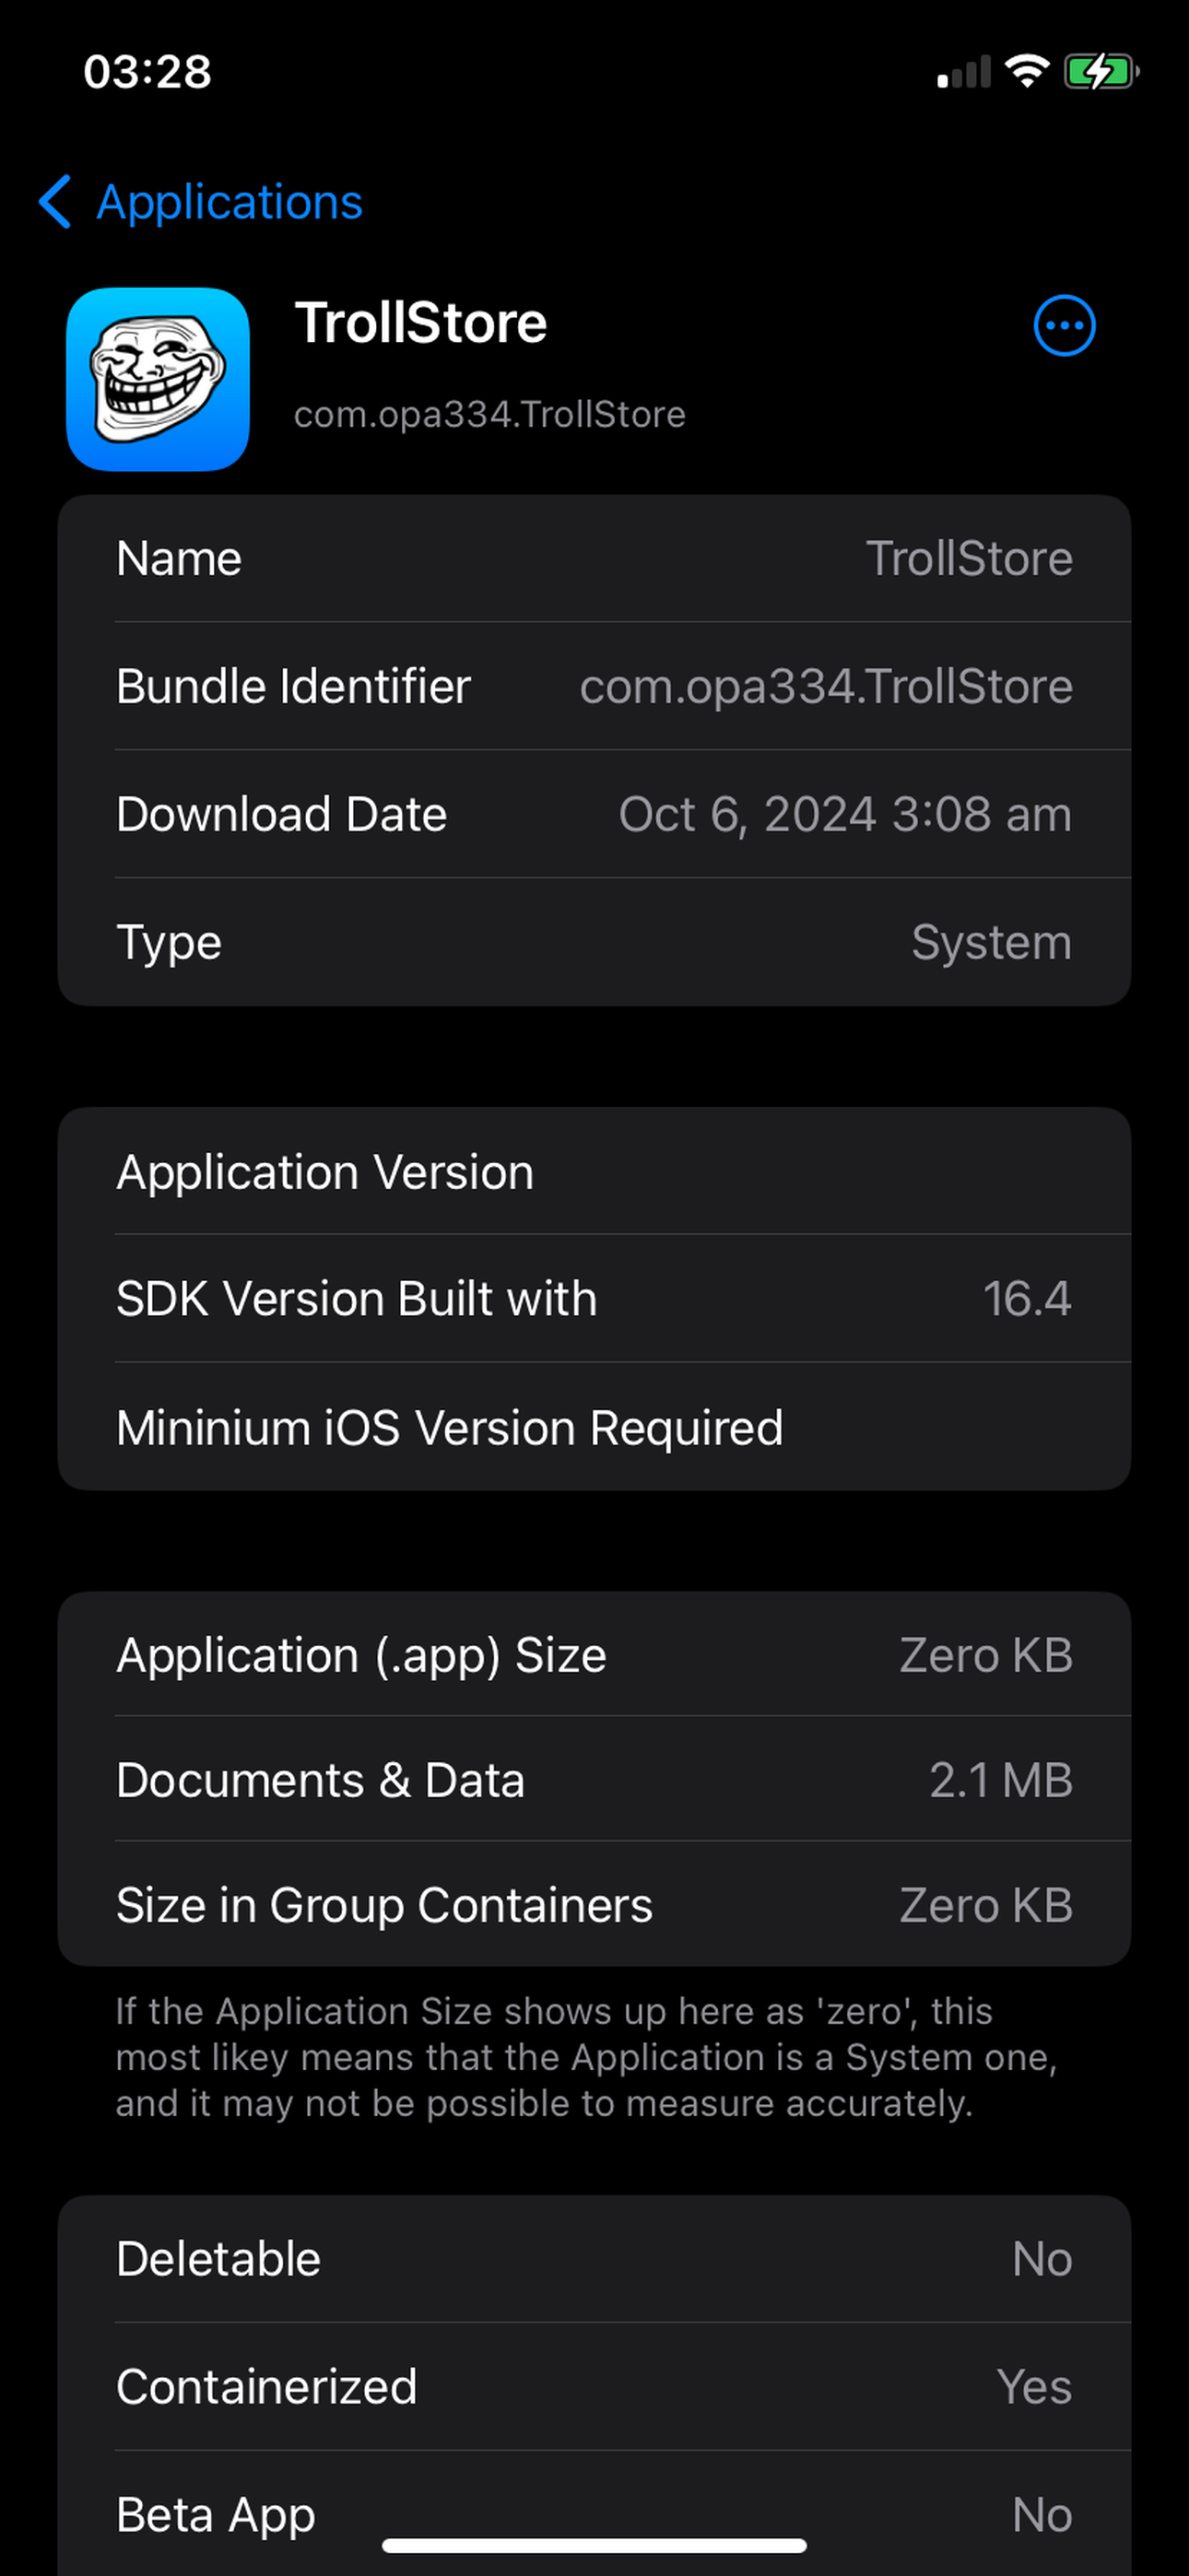 03:28
Applications
TrollStore
com.opa334.TrollStore
Name TrollStore
Bundle Identifier com.opa334.TrollStore
Download Date Oct 6, 2024 3:08 am
Type System
Application Version
SDK Version Built with 16.4
Mininium iOS Version Required
Application (.app) Size Zero KB
Documents & Data 2.1 MB
Size in Group Containers Zero KB
If the Application Size shows up here as 'zero', this
most likey means that the Application is a System one,
and it may not be possible to measure accurately.
Deletable No
Containerized Yes
Beta App No